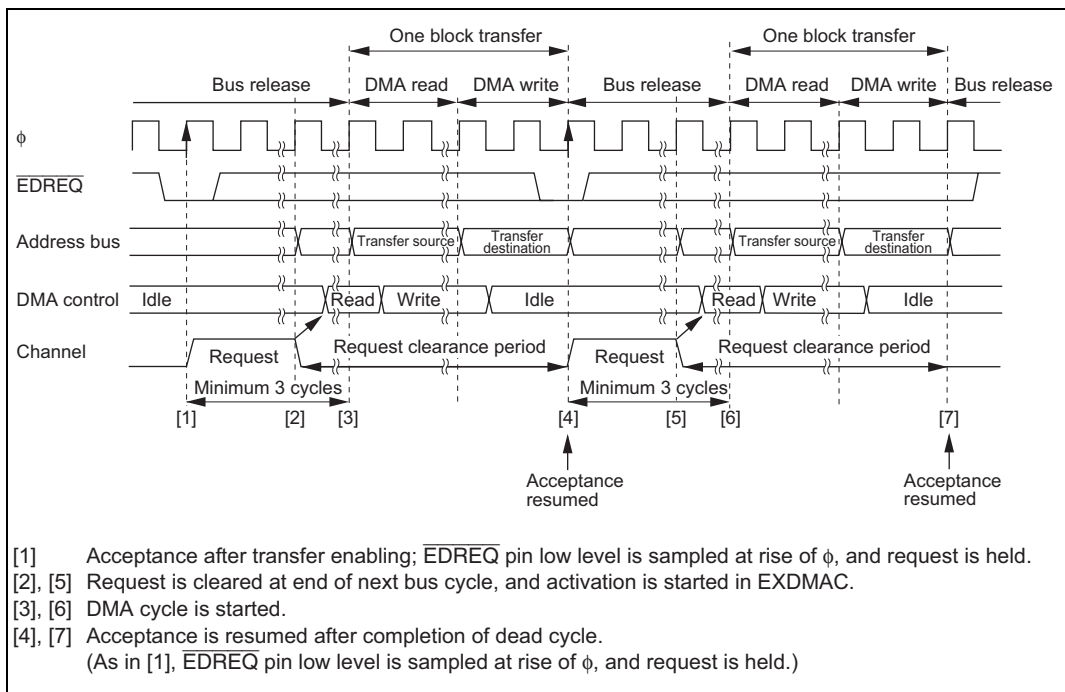 One block transfer One block transfer
Bus release DMA read DMA write Bus release DMA read DMA write Bus release
ϕ
EDREQ
Address bus Transfer source Transfer destination Transfer source Transfer destination
DMA control Idle Read Write Idle Read Write Idle
Channel Request Request clearance period Request Request clearance period
Minimum 3 cycles Minimum 3 cycles
[1] [2] [3] [4] [5] [6] [7]
Acceptance resumed Acceptance resumed
[1] Acceptance after transfer enabling; EDREQ pin low level is sampled at rise of ϕ, and request is held.
[2], [5] Request is cleared at end of next bus cycle, and activation is started in EXDMAC.
[3], [6] DMA cycle is started.
[4], [7] Acceptance is resumed after completion of dead cycle.
(As in [1], EDREQ pin low level is sampled at rise of ϕ, and request is held.)